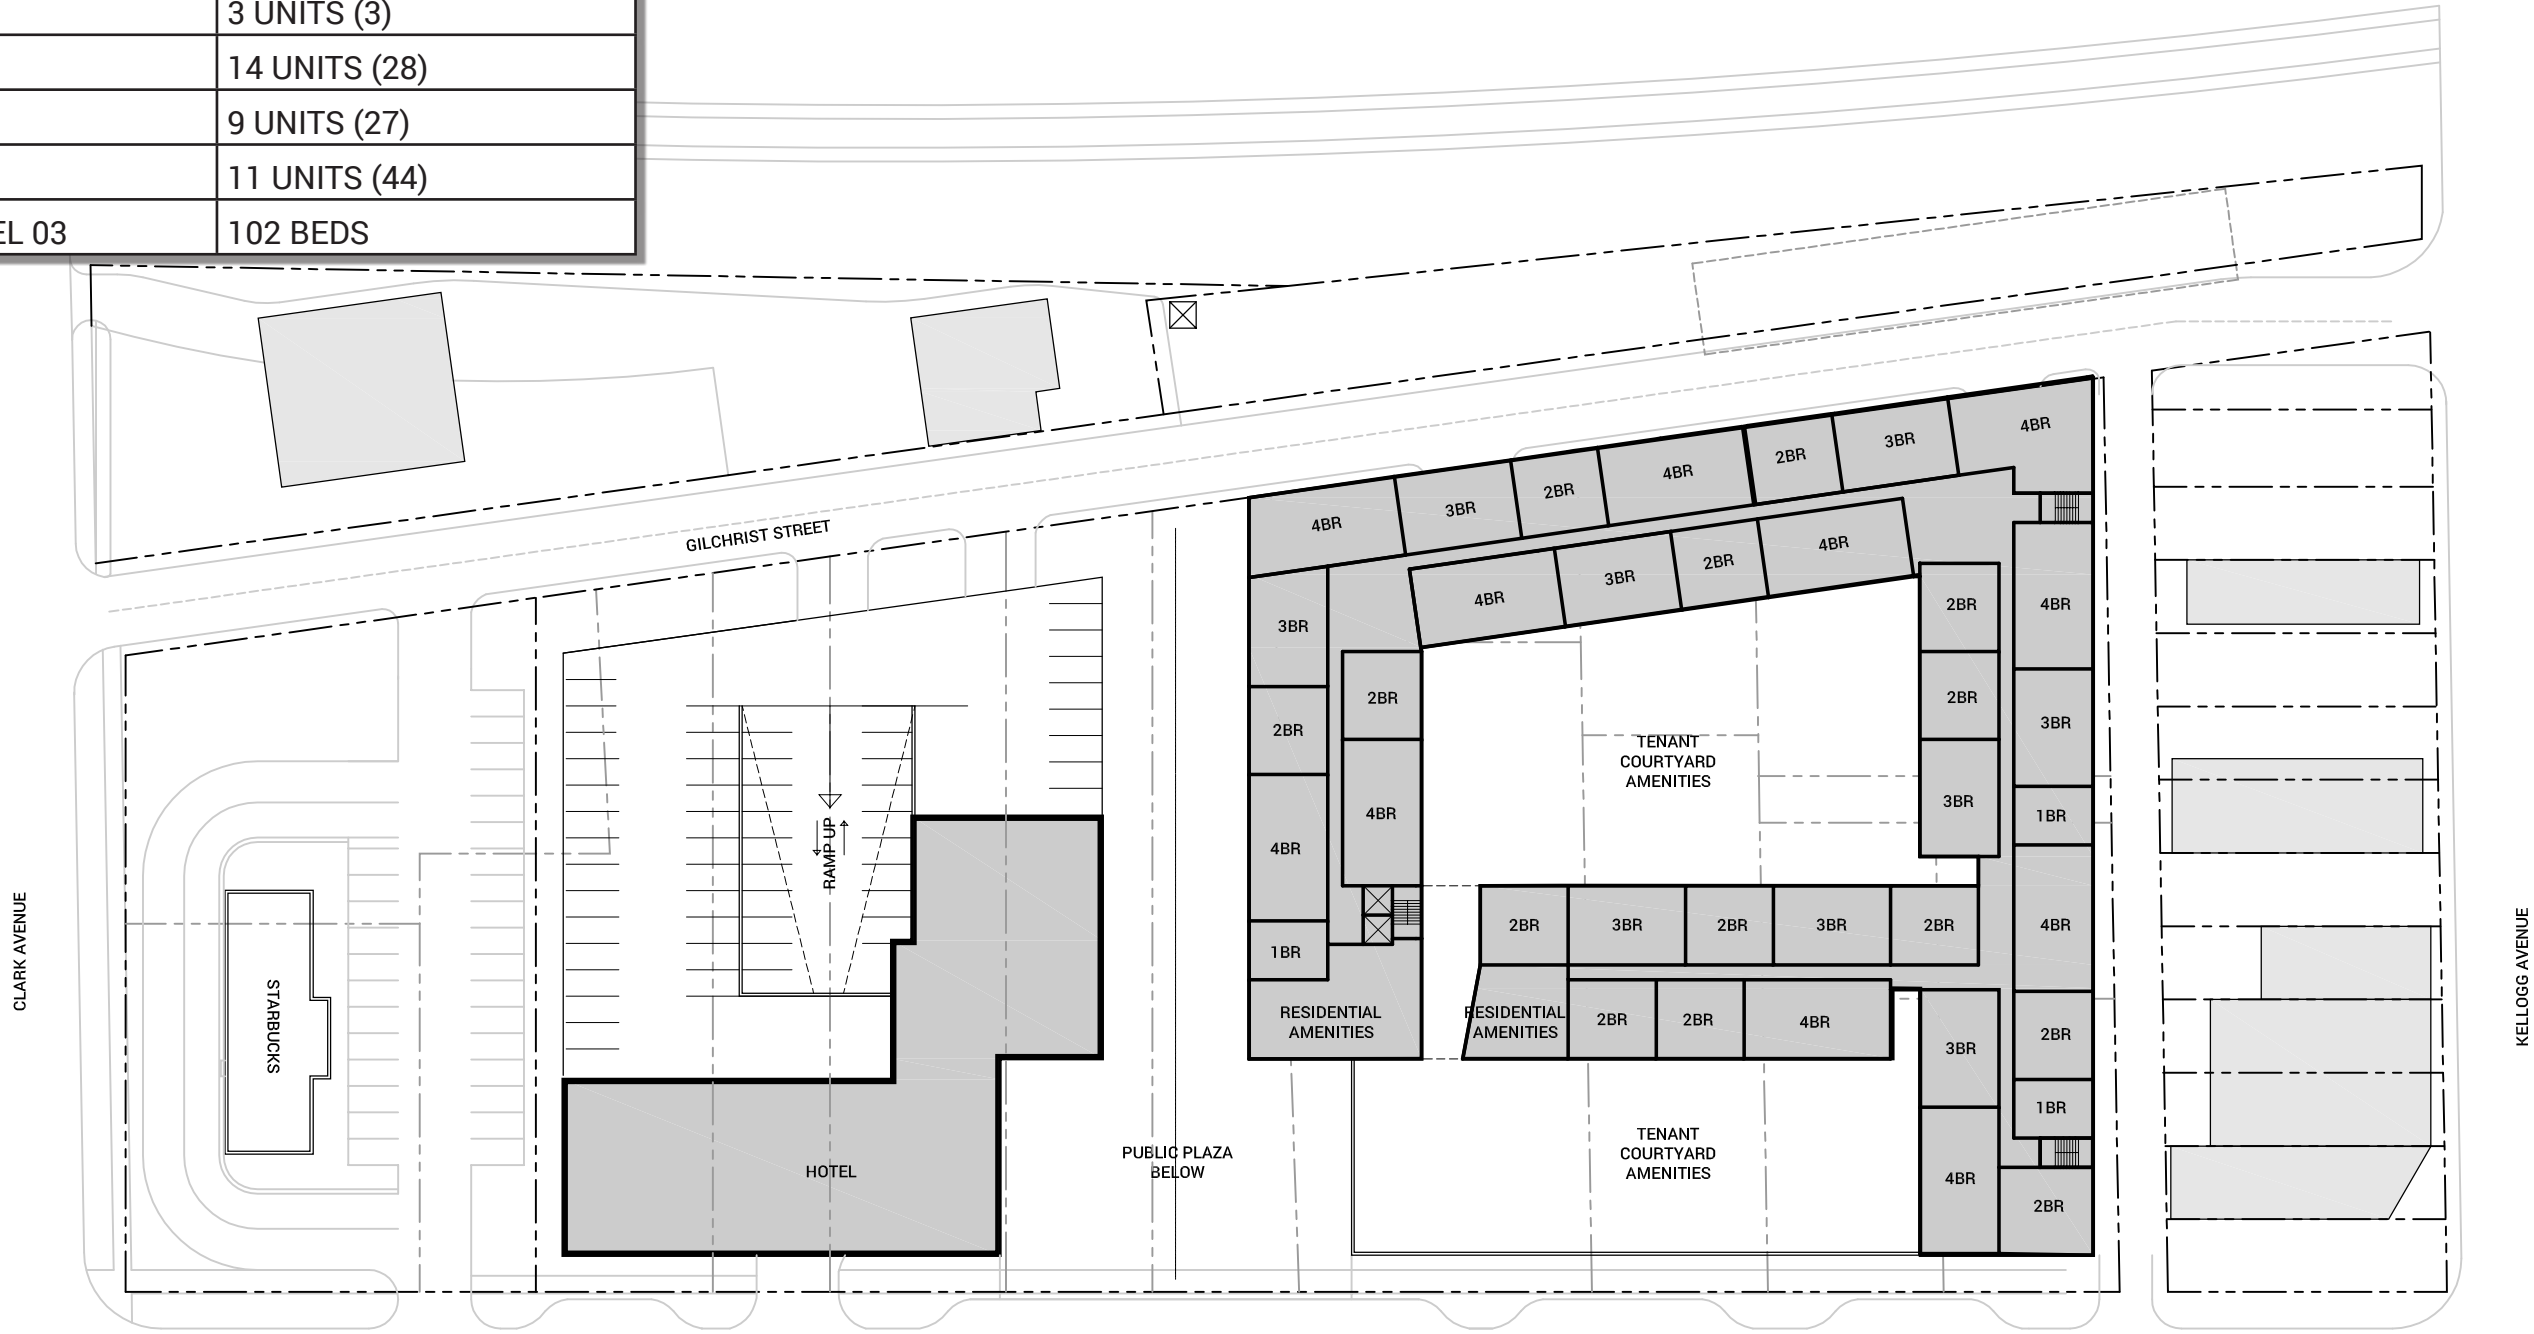 3 UNITS (3)
14 UNITS (28)
9 UNITS (27)
11 UNITS (44)
EL 03
102 BEDS
4BR
3BR
2BR
4BR
2BR
3BR
4BR
GILCHRIST STREET
4BR
3BR
2BR
4BR
2BR
4BR
3BR
2BR
2BR
2BR
3BR
2BR
TENANT
COURTYARD
AMENITIES
4BR
3BR
1BR
RAMP UP
4BR
1BR
2BR
3BR
2BR
3BR
2BR
4BR
CLARK AVENUE
STARBUCKS
KELLOGG AVENUE
RESIDENTIAL
AMENITIES
RESIDENTIAL
AMENITIES
2BR
2BR
4BR
3BR
2BR
1BR
HOTEL
PUBLIC PLAZA
BELOW
TENANT
COURTYARD
AMENITIES
4BR
2BR